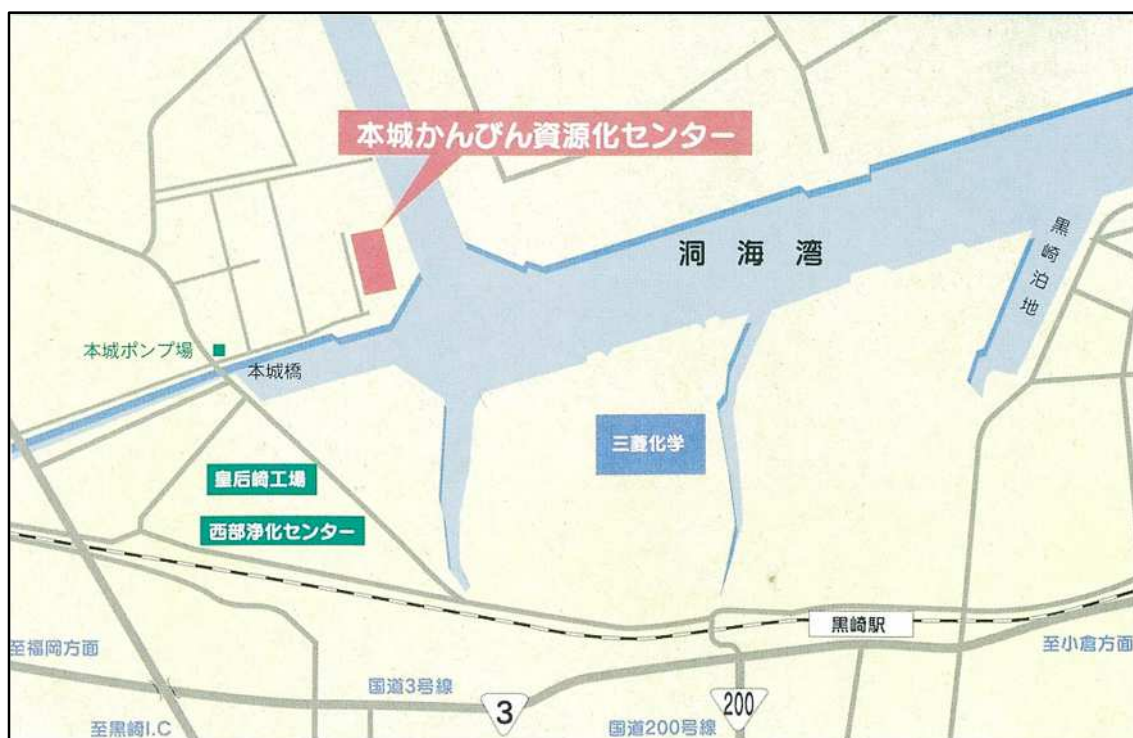 本城かんびん資源化センター
洞海湾
黒崎泊地
本城ポンプ場
本城橋
三菱化学
皇后崎工場
西部浄化センター
黒崎駅
至福岡方面
至小倉方面
国道3号線
3
200
至黒崎I.C
国道200号線